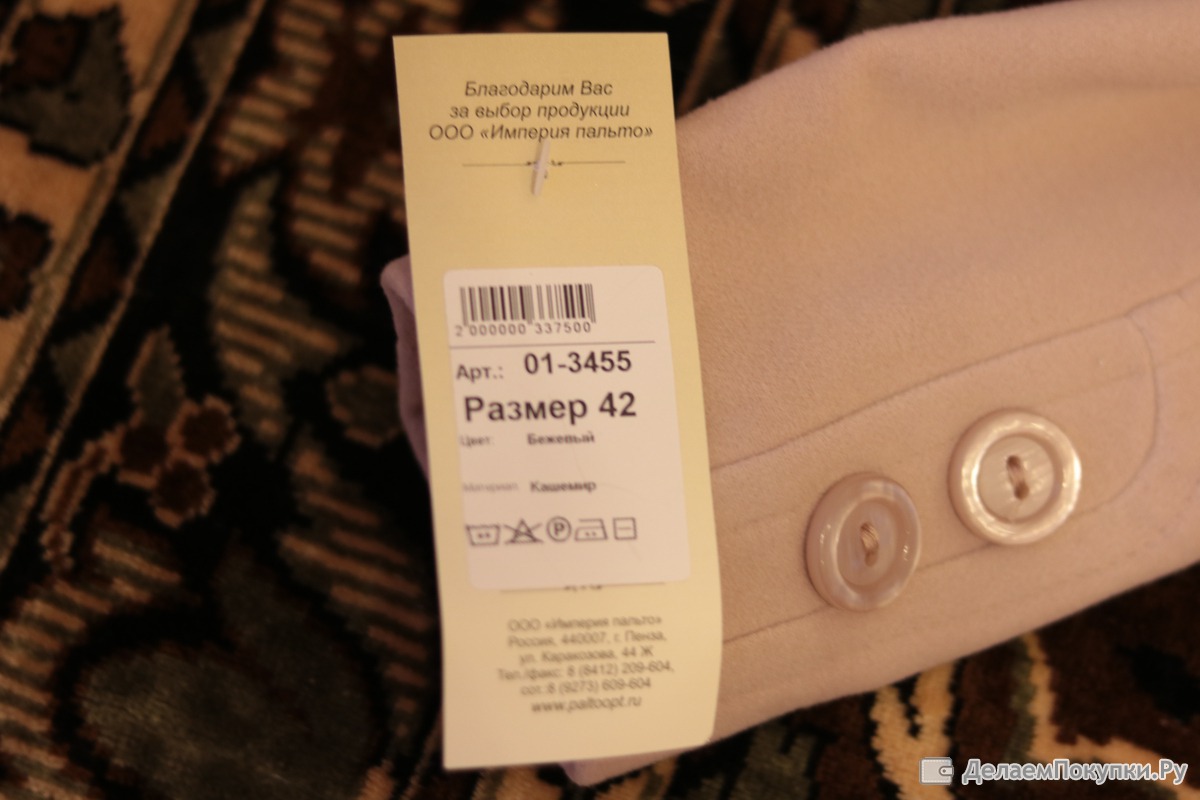 Благодарим Вас
за выбор продукции
ООО «Империя пальто»
2 000000 337500
Арт.: 01-3455
Размер 42
Цвет: Бежевый
Материал: Кашемир
P
ООО «Империя пальто»
Россия, 440007, г. Пенза,
ул. Каракозова, 44 Ж
Тел./факс: 8 (8412) 209-604,
сот.:8 (9273) 609-604
www.paltoopt.ru
ДелаемПокупки.Ру